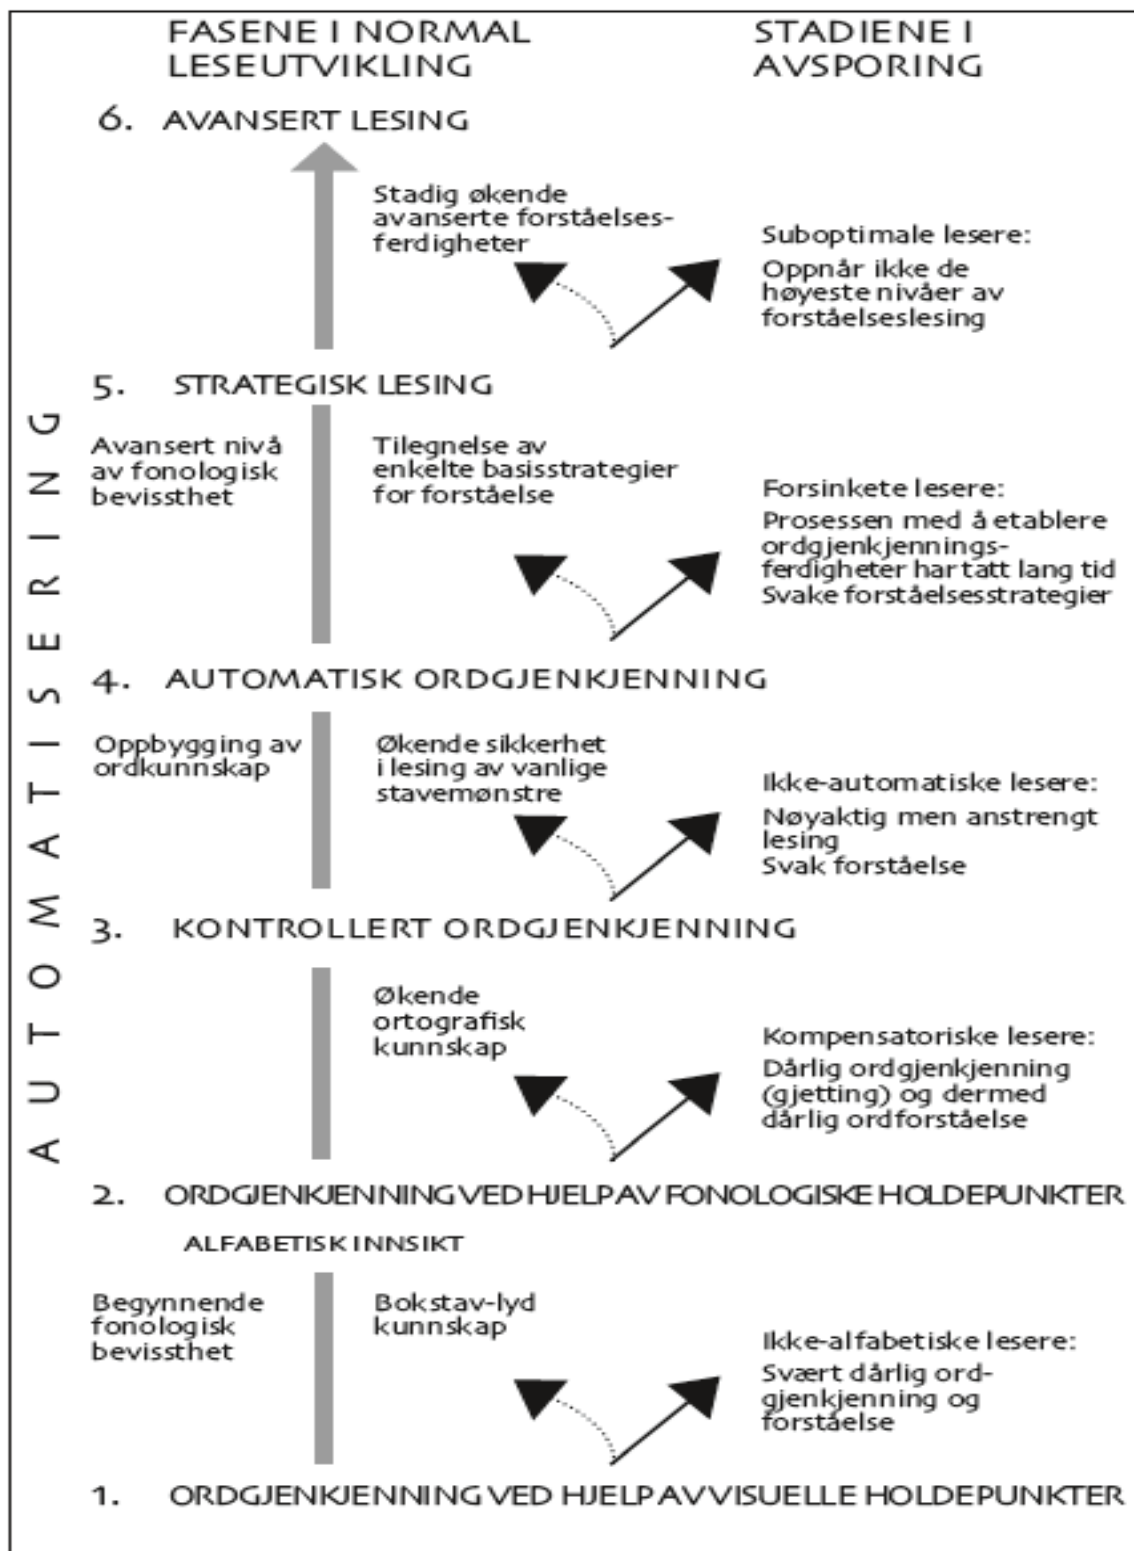 FASENE I NORMAL
LESEUTVIKLING
STADIENE I
AVSPORING
6. AVANSERT LESING
Stadig økende
avanserte forståelses-
ferdigheter
Suboptimale lesere:
Oppnår ikke de
høyeste nivåer av
forståelseslesing
5. STRATEGISK LESING
Avansert nivå
av fonologisk
bevissthet
Tilegnelse av
enkelte basisstrategier
for forståelse
Forsinkete lesere:
Prosessen med å etablere
ordgjenkjennings-
ferdigheter har tatt lang tid
Svake forståelsesstrategier
4. AUTOMATISK ORDGJENKJENNING
Oppbygging av
ordkunnskap
Økende sikkerhet
i lesing av vanlige
stavemønstre
Ikke-automatiske lesere:
Nøyaktig men anstrengt
lesing
Svak forståelse
3. KONTROLLERT ORDGJENKJENNING
Økende
ortografisk
kunnskap
Kompensatoriske lesere:
Dårlig ordgjenkjenning
(gjetting) og dermed
dårlig ordforståelse
2. ORDGJENKJENNING VED HJELP AV FONOLOGISKE HOLDEPUNKTER
ALFABETISK INNSIKT
Begynnende
fonologisk
bevissthet
Bokstav-lyd
kunnskap
Ikke-alfabetiske lesere:
Svært dårlig ord-
gjenkjenning og
forståelse
1. ORDGJENKJENNING VED HJELP AV VISUELLE HOLDEPUNKTER
AUTOMATISERING